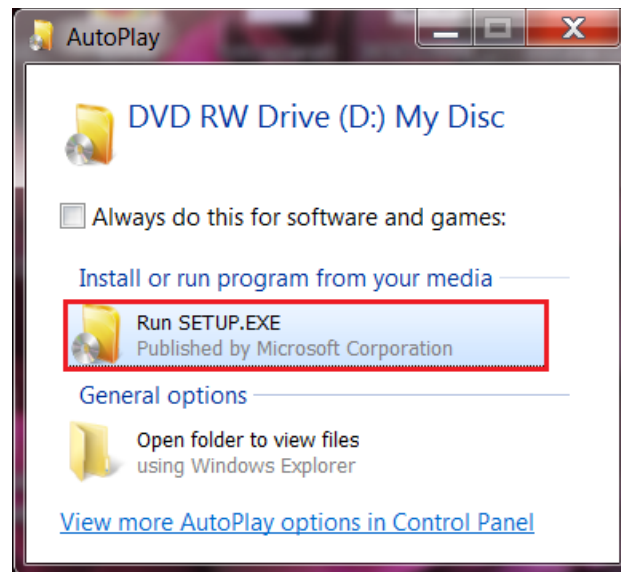 AutoPlay
DVD RW Drive (D:) My Disc
Always do this for software and games:
Install or run program from your media
Run SETUP.EXE
Published by Microsoft Corporation
General options
Open folder to view files
using Windows Explorer
View more AutoPlay options in Control Panel